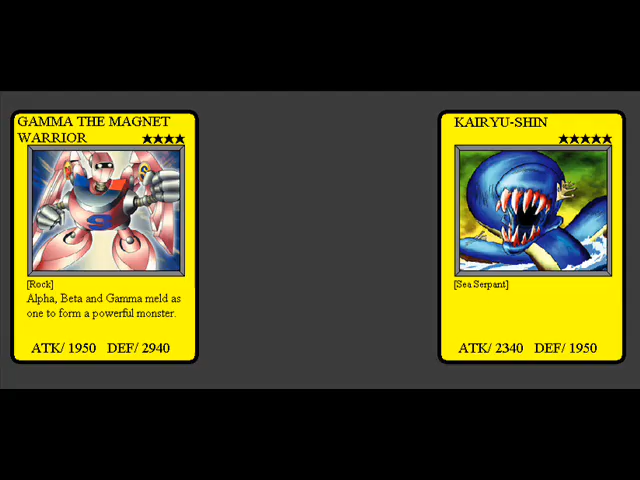 GAMMA THE MAGNET
WARRIOR
[Rock]
Alpha, Beta and Gamma meld as
one to form a powerful monster.
ATK/ 1950 DEF/ 2940
KAIRYU-SHIN
[Sea Serpant]
ATK/ 2340 DEF/ 1950